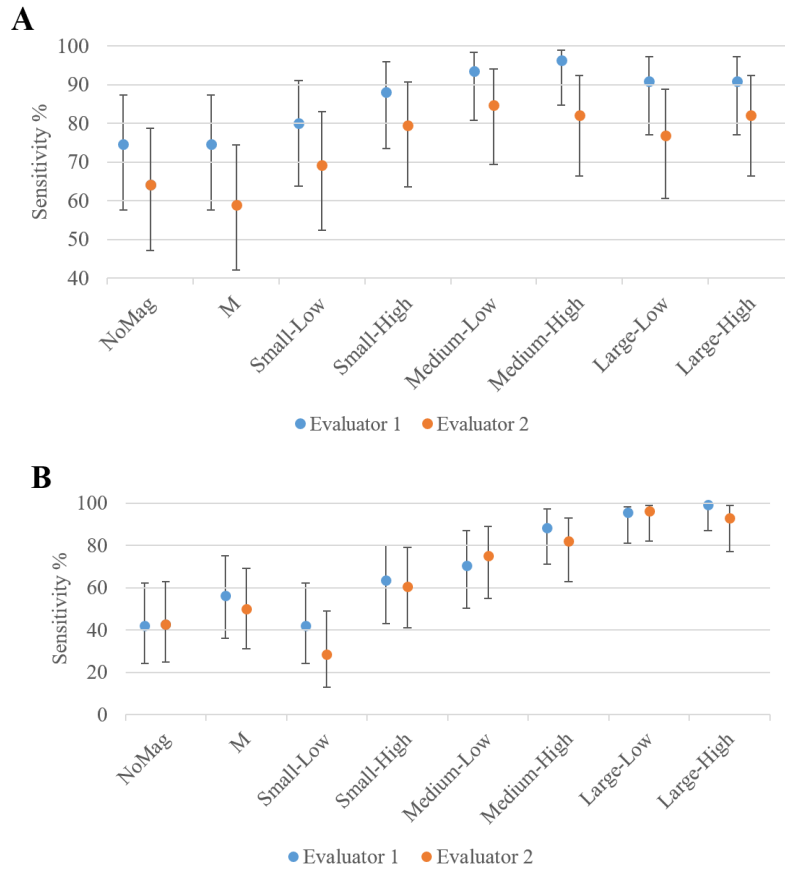 A
100
90
80
70
60
50
40
Sensitivity %
NoMag
M
Small-Low
Small-High
Medium-Low
Medium-High
Large-Low
Large-High
Evaluator 1 Evaluator 2
B
100
80
60
40
20
0
Sensitivity %
NoMag
M
Small-Low
Small-High
Medium-Low
Medium-High
Large-Low
Large-High
Evaluator 1 Evaluator 2